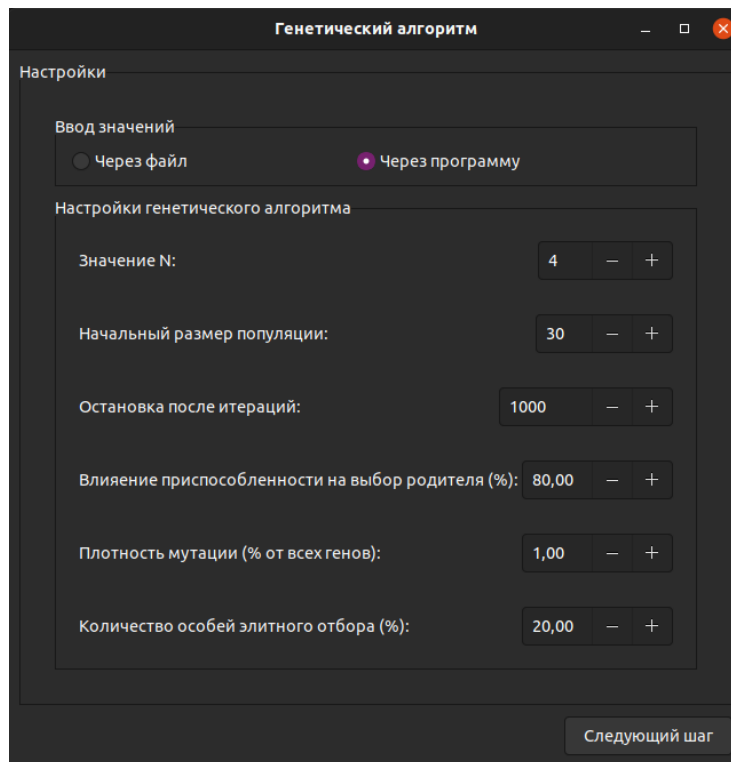 Генетический алгоритм
Настройки
Ввод значений
Через файл Через программу
Настройки генетического алгоритма
Значение N: 4
Начальный размер популяции: 30
Остановка после итераций: 1000
Влияение приспособленности на выбор родителя (%): 80,00
Плотность мутации (% от всех генов): 1,00
Количество особей элитного отбора (%): 20,00
Следующий шаг